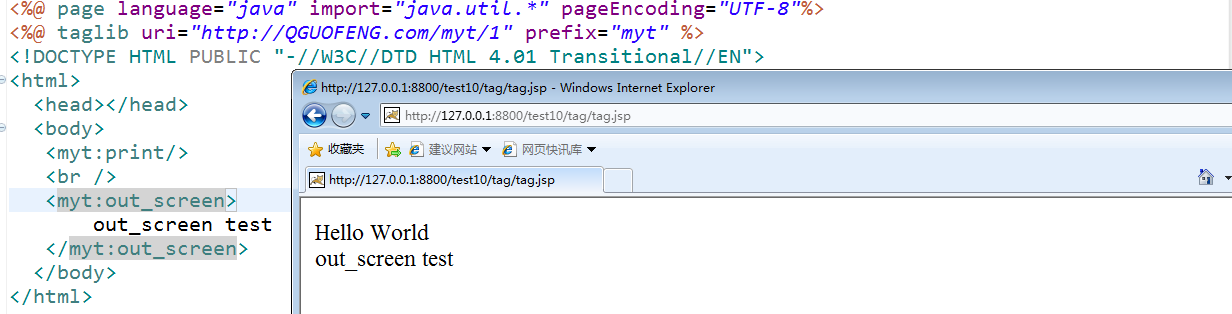 <%@ page language="java" import="java.util.*" pageEncoding="UTF-8"%>
<%@ taglib uri="http://QGUOFENG.com/myt/1" prefix="myt" %>
<!DOCTYPE HTML PUBLIC "-//W3C//DTD HTML 4.01 Transitional//EN">
<html>
<head></head>
<body>
<myt:print/>
<br />
<myt:out_screen>
out_screen test
</myt:out_screen>
</body>
</html>
http://127.0.0.1:8800/test10/tag/tag.jsp - Windows Internet Explorer
http://127.0.0.1:8800/test10/tag/tag.jsp
收藏夹 建议网站 网页快讯库
http://127.0.0.1:8800/test10/tag/tag.jsp
Hello World
out_screen test